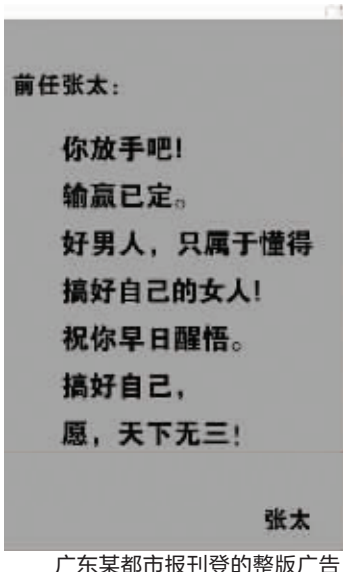 前任张太：
你放手吧！
输赢已定。
好男人，只属于懂得
搞好自己的女人！
祝你早日醒悟。
搞好自己，
愿，天下无三！
张太
广东某都市报刊登的整版广告